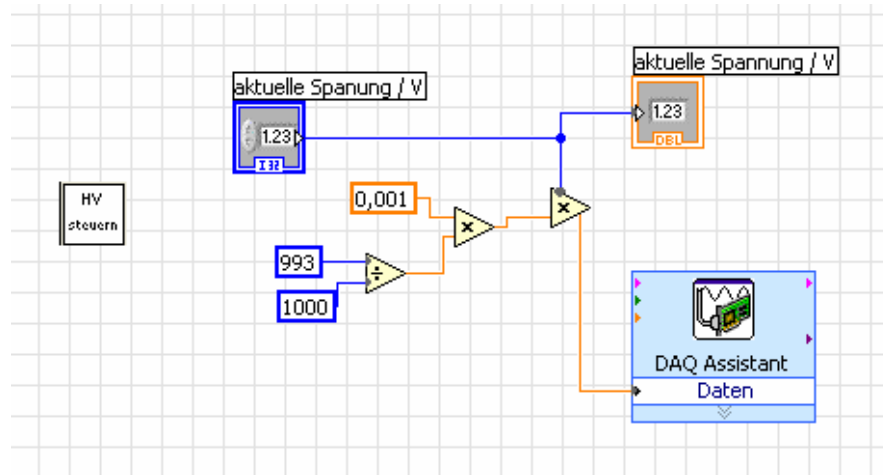 aktuelle Spannung / V
aktuelle Spanung / V
1.23
DBL
1.23
I32
HV
steuern
0,001
×
×
993
÷
1000
DAQ Assistant
Daten